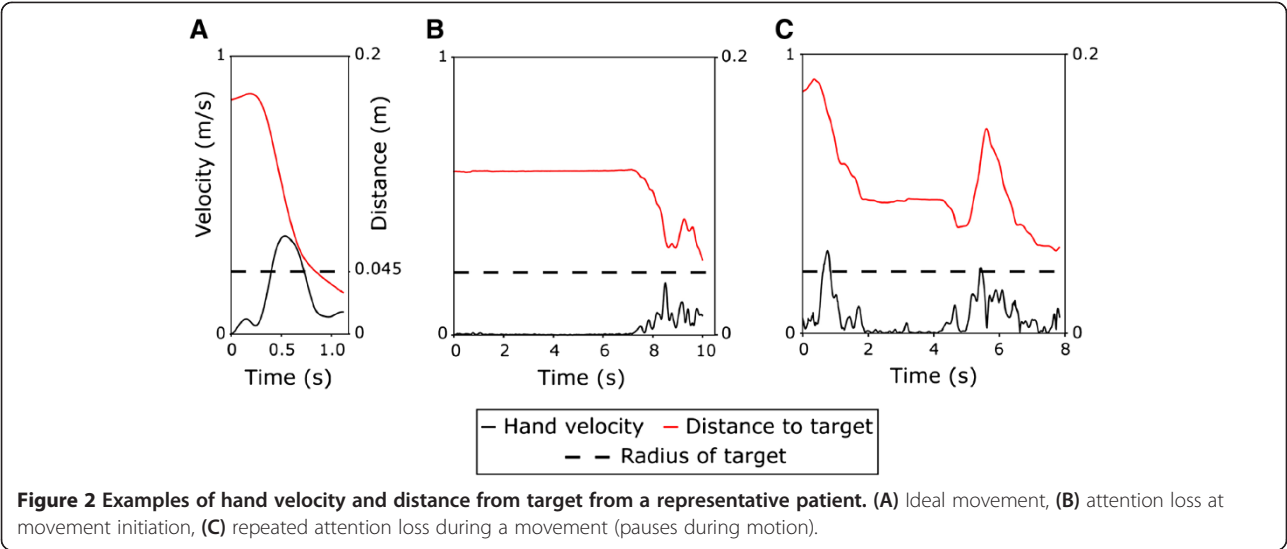 A
B
C
1
0.2
1
0.2
1
0.2
Velocity (m/s)
Distance (m)
0.045
0
0
0
0
0
0
0 0.5 1.0
0 2 4 6 8 10
0 2 4 6 8
Time (s)
Time (s)
Time (s)
Hand velocity Distance to target
Radius of target
Figure 2 Examples of hand velocity and distance from target from a representative patient. (A) Ideal movement, (B) attention loss at
movement initiation, (C) repeated attention loss during a movement (pauses during motion).